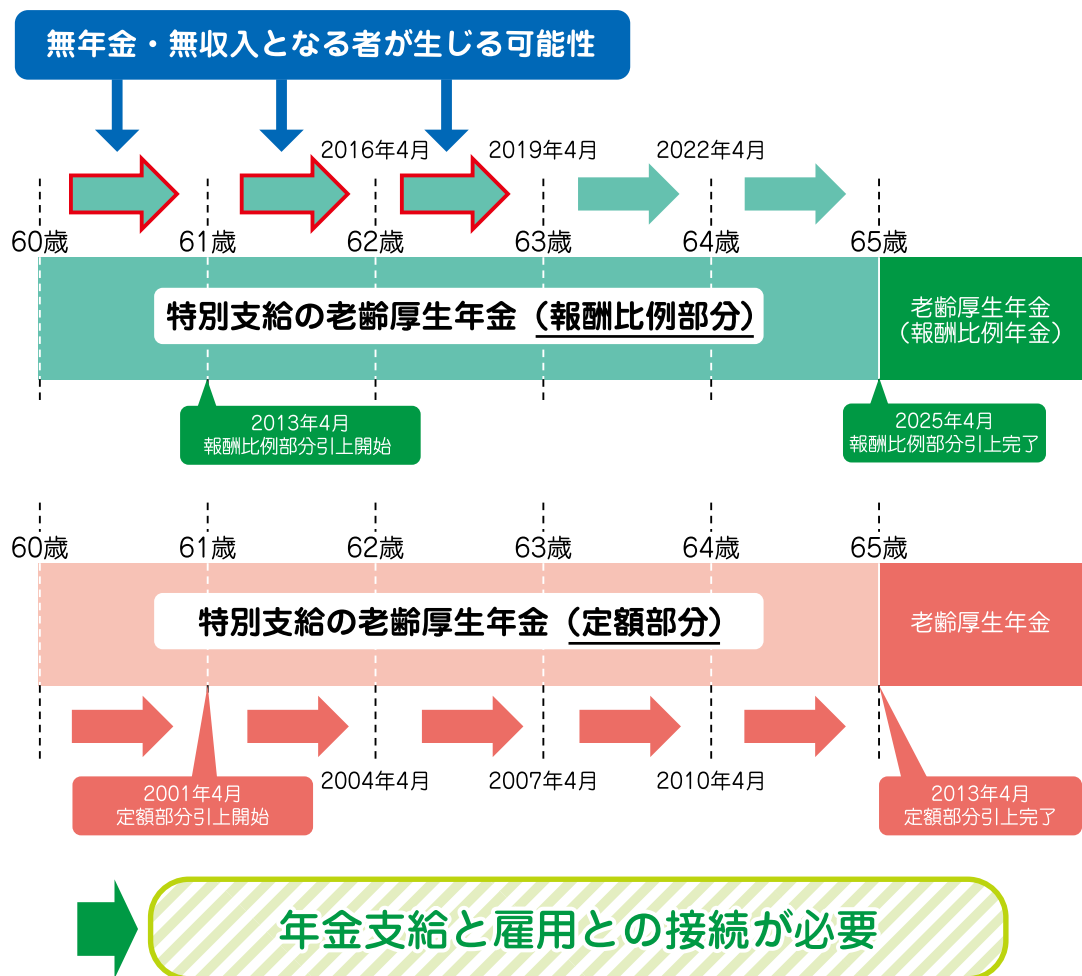 無年金・無収入となる者が生じる可能性
2016年4月 2019年4月 2022年4月
60歳 61歳 62歳 63歳 64歳 65歳
特別支給の老齢厚生年金（報酬比例部分）
老齢厚生年金
（報酬比例年金）
2013年4月
報酬比例部分引上開始
2025年4月
報酬比例部分引上完了
60歳 61歳 62歳 63歳 64歳 65歳
特別支給の老齢厚生年金（定額部分）
老齢厚生年金
2004年4月 2007年4月 2010年4月
2001年4月
定額部分引上開始
2013年4月
定額部分引上完了
年金支給と雇用との接続が必要